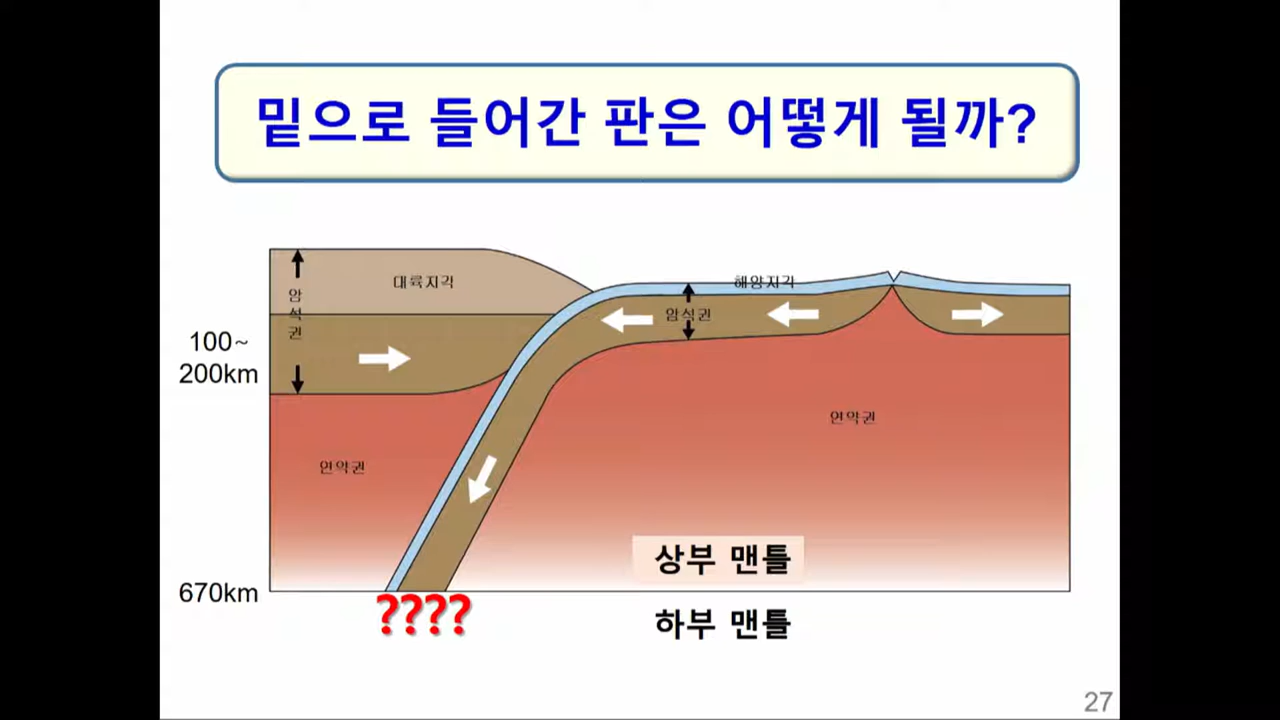 밑으로 들어간 판은 어떻게 될까?
대륙지각
해양지각
암
석
권
암석권
100~
200km
연약권
연약권
상부 맨틀
670km
????
하부 맨틀
27